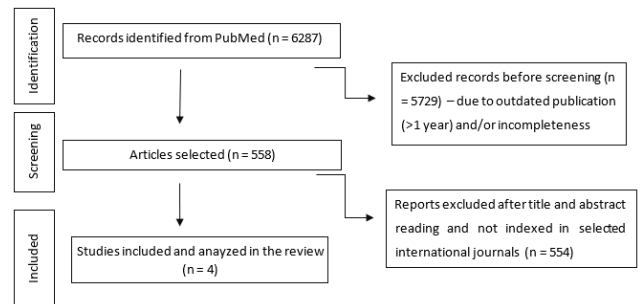 Identification
Records identified from PubMed (n = 6287)
Excluded records before screening (n
= 5729) – due to outdated publication
(>1 year) and/or incompleteness
Screening
Articles selected (n = 558)
Reports excluded after title and abstract
reading and not indexed in selected
international journals (n = 554)
Included
Studies included and anayzed in the review
(n = 4)